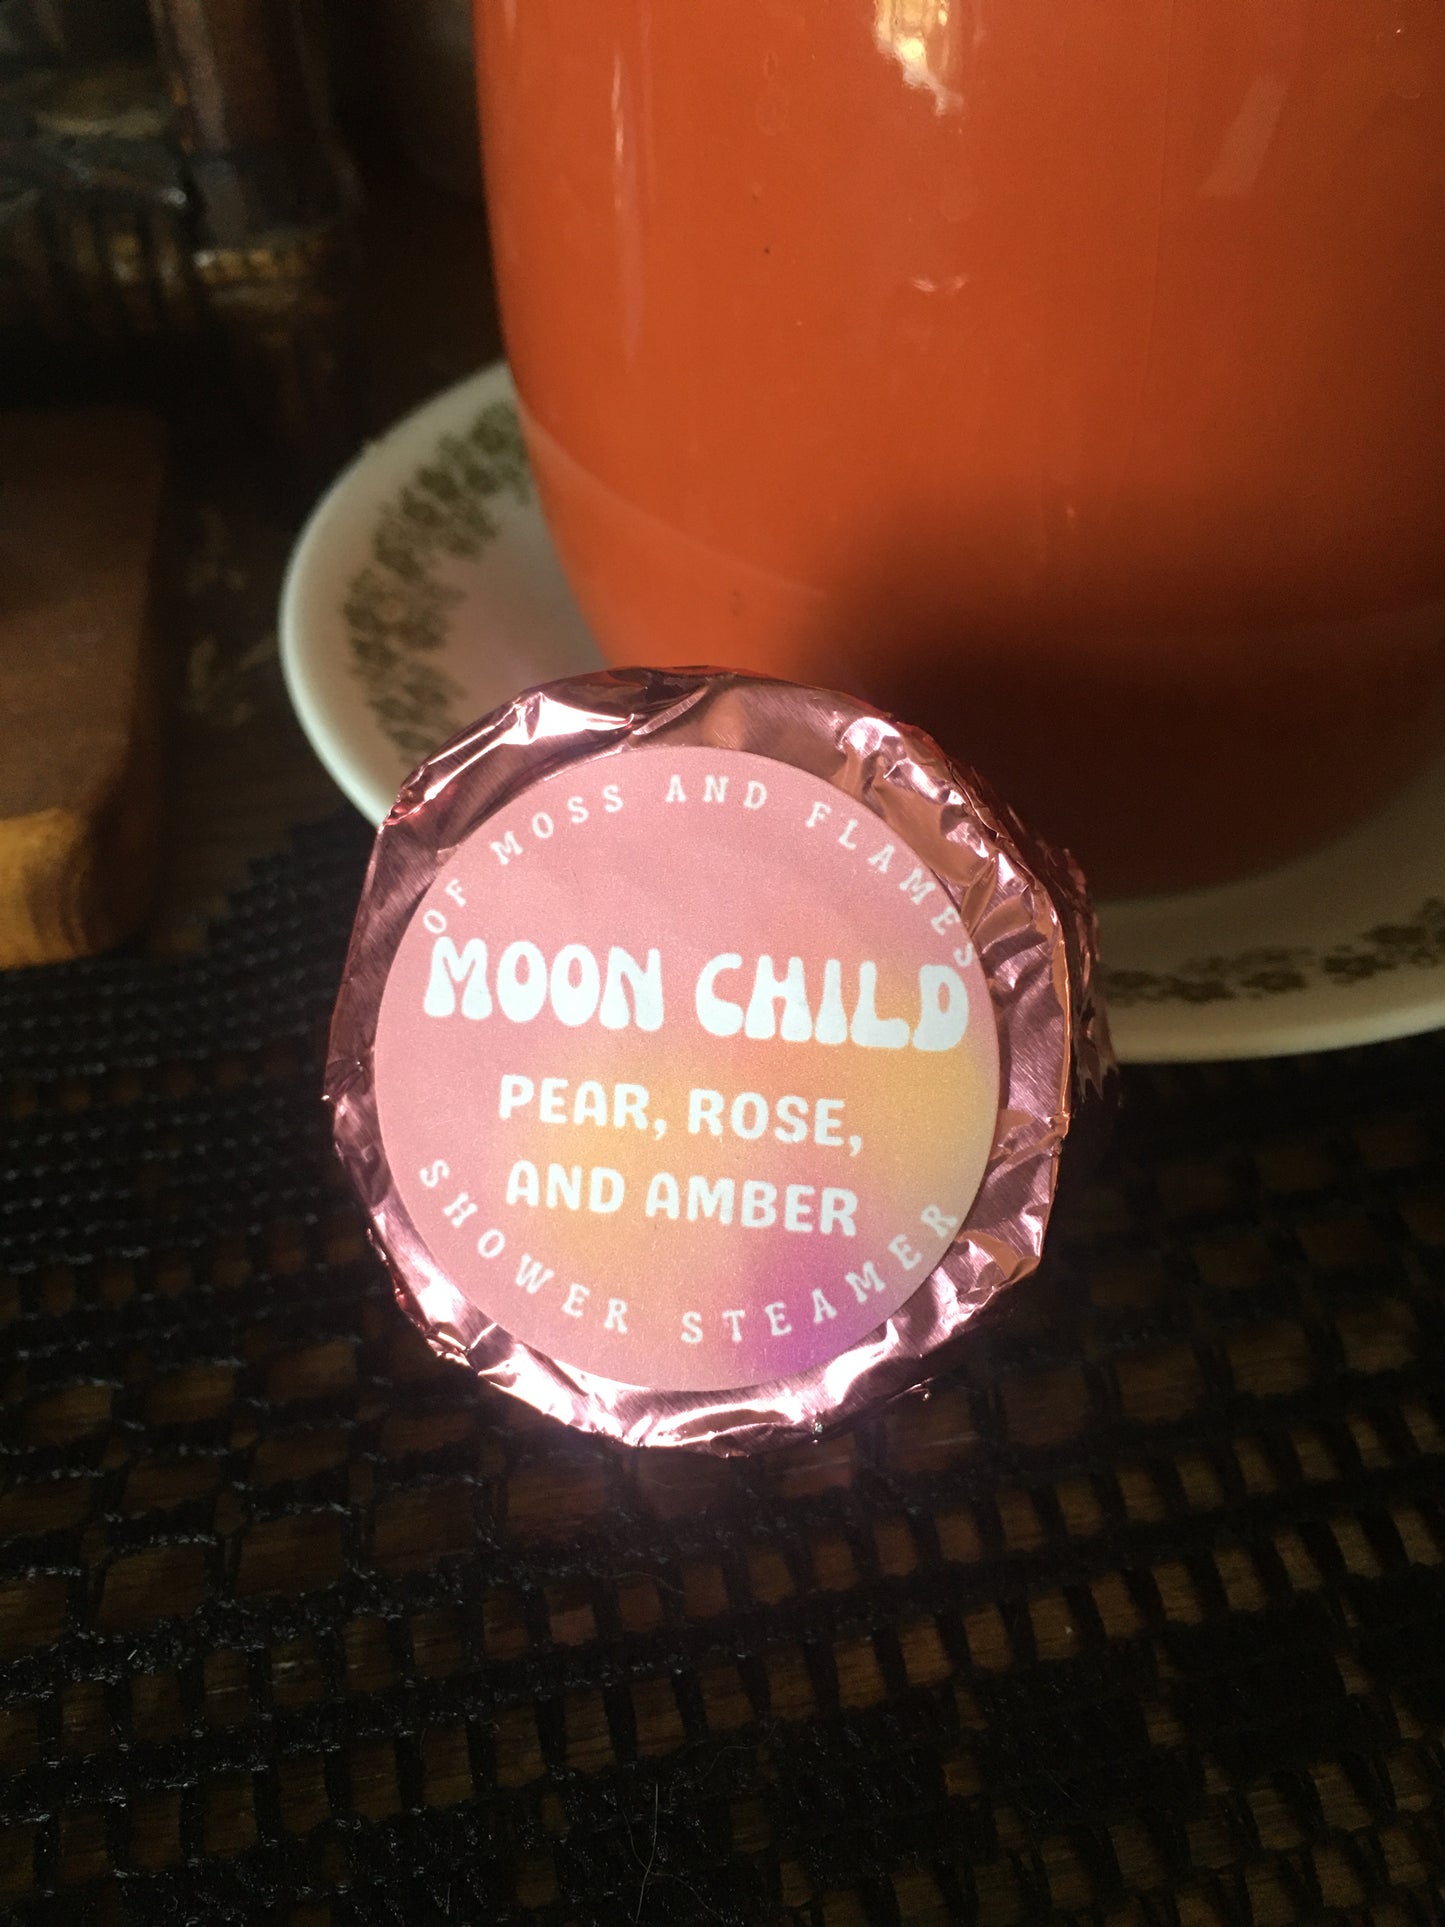 OF MOSS AND FLAMES
MOON CHILD
PEAR, ROSE,
AND AMBER
SHOWER STEAMER